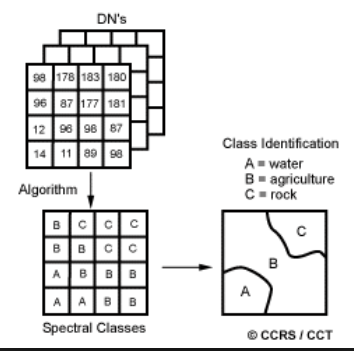 DN's
98 178 183 180
96 87 177 181
12 96 98 87
14 11 89 98
Algorithm
B C C C
B B C C
A B B B
A A B B
Spectral Classes
Class Identification
A = water
B = agriculture
C = rock
C
B
A
© CCRS / CCT